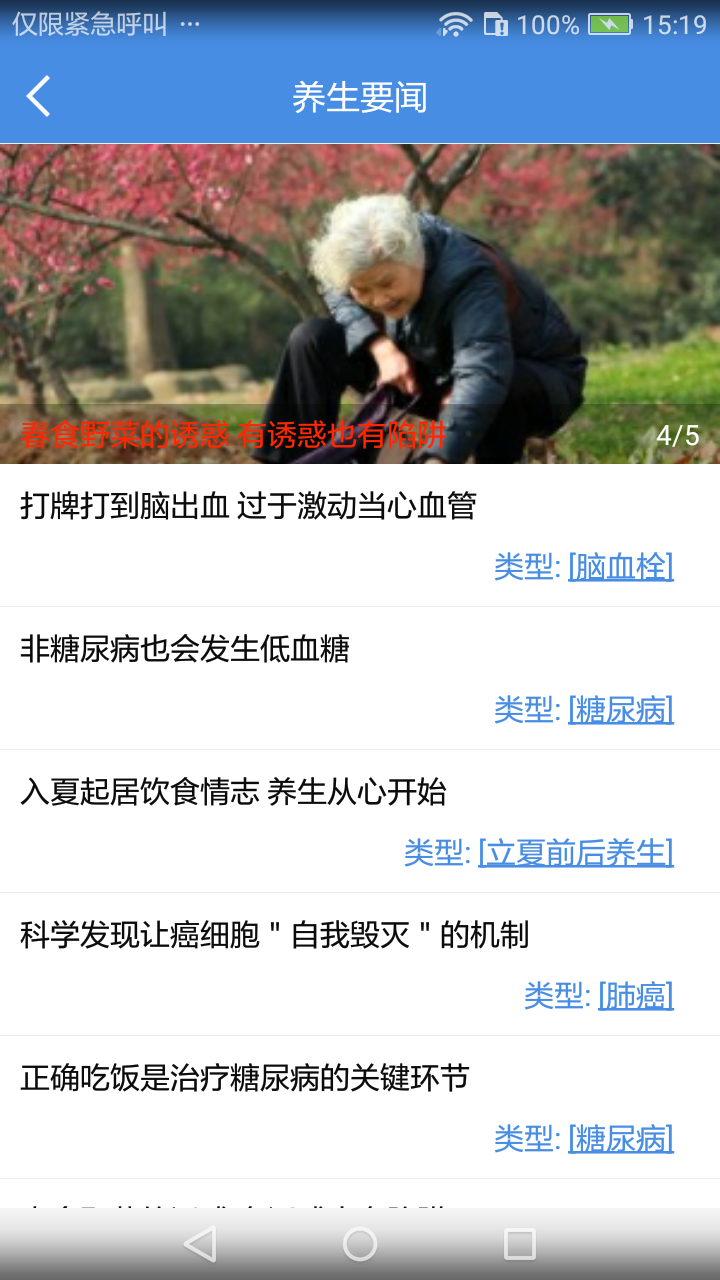 仅限紧急呼叫 ··· 100% 15:19
养生要闻
春食野菜的诱惑 有诱惑也有陷阱 4/5
打牌打到脑出血 过于激动当心血管
类型: [脑血栓]
非糖尿病也会发生低血糖
类型: [糖尿病]
入夏起居饮食情志 养生从心开始
类型: [立夏前后养生]
科学发现让癌细胞＂自我毁灭＂的机制
类型: [肺癌]
正确吃饭是治疗糖尿病的关键环节
类型: [糖尿病]